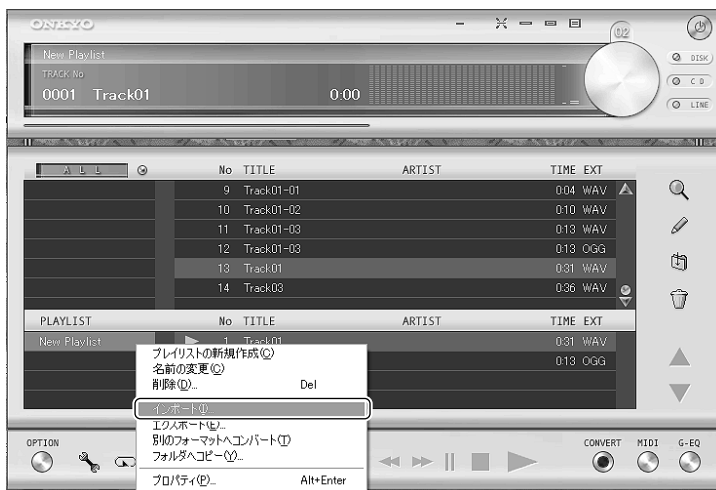 ONKYO
02
New Playlist
DISK
TRACK No
0001 Track01 0:00
CD
LINE
ALL No TITLE ARTIST TIME EXT
9 Track01-01 0:04 WAV
10 Track01-02 0:10 WAV
11 Track01-03 0:13 WAV
12 Track01-03 0:13 OGG
13 Track01 0:31 WAV
14 Track03 0:36 WAV
PLAYLIST No TITLE ARTIST TIME EXT
New Playlist 1 Track01 0:31 WAV
0:13 OGG
プレイリストの新規作成(C)
名前の変更(C)
削除(D)... Del
インポート(I)...
エクスポート(E)...
別のフォーマットへコンバート(T)
フォルダへコピー(Y)...
プロパティ(P)... Alt+Enter
OPTION CONVERT MIDI G-EQ